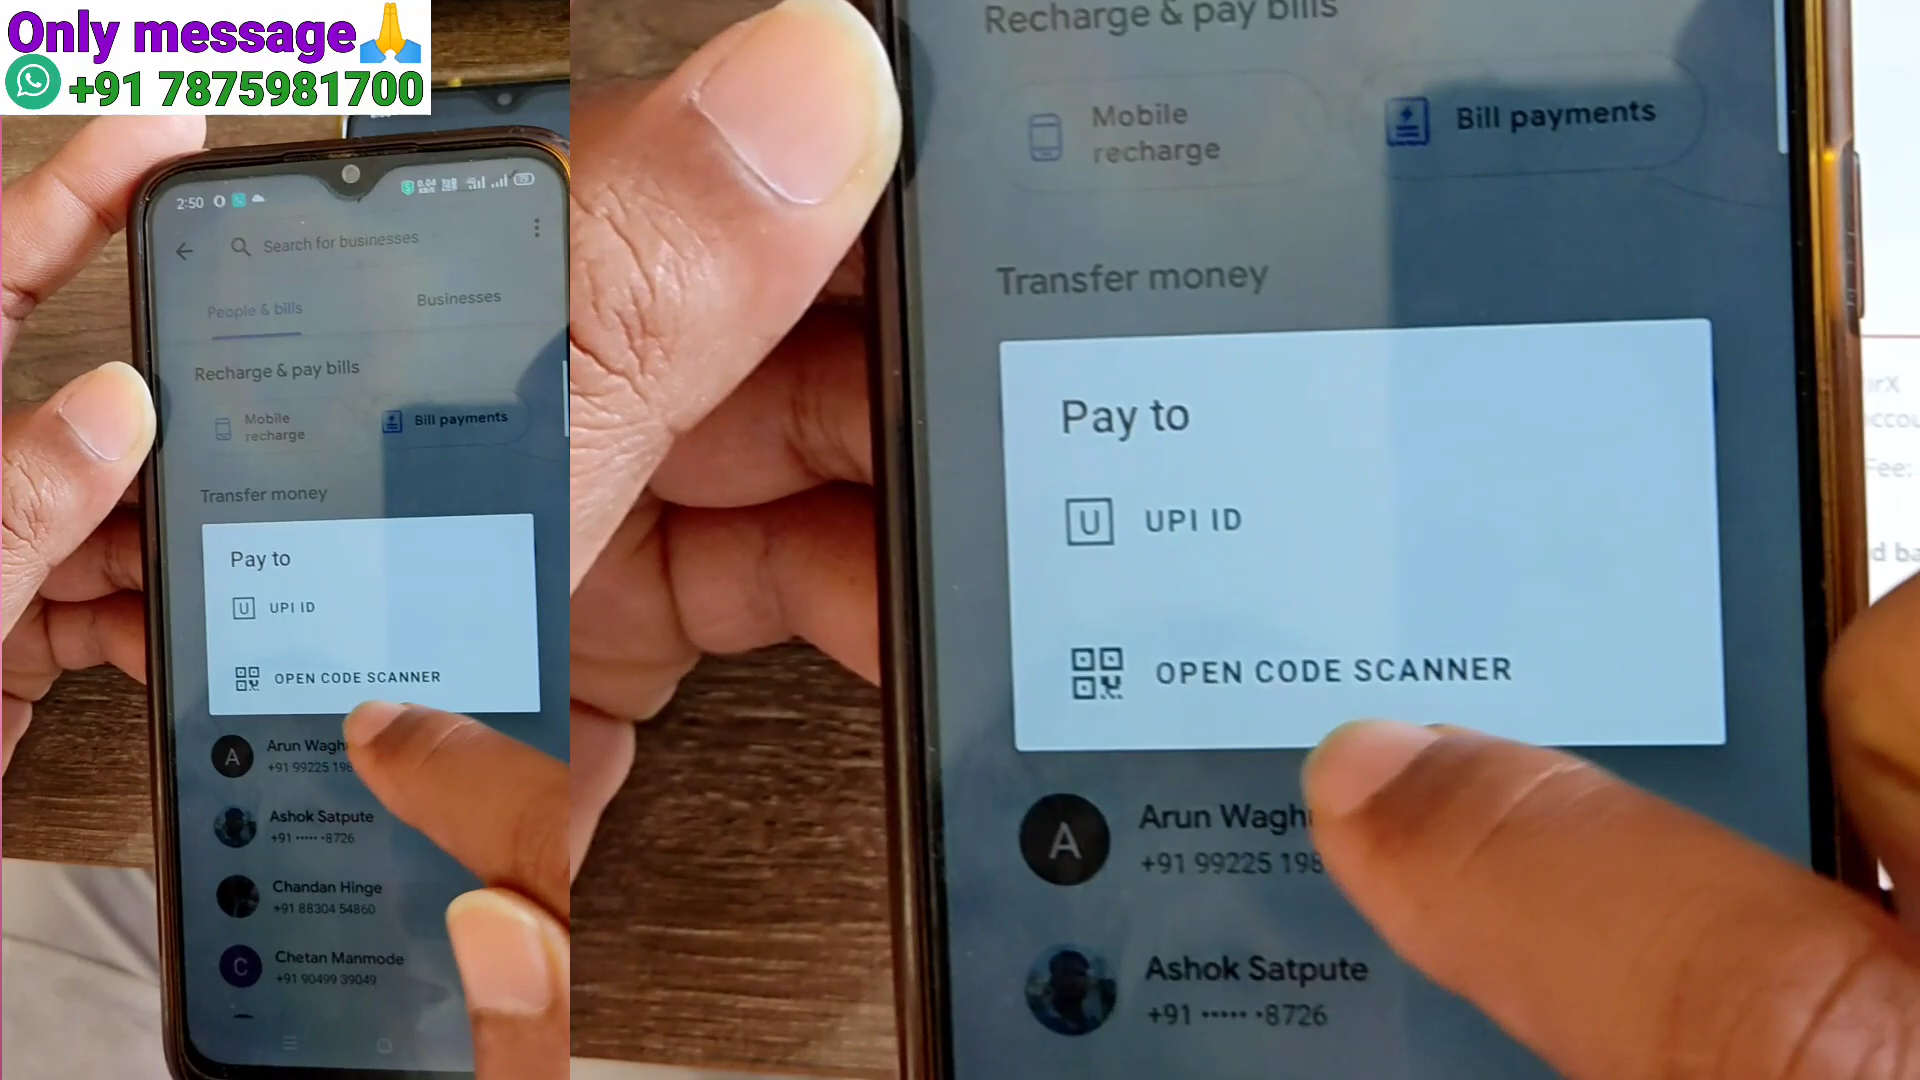 Only message🙏
+91 7875981700
2:50
Search for businesses
People & bills
Businesses
Recharge & pay bills
Mobile
recharge
Bill payments
Transfer money
Pay to
U UPI ID
OPEN CODE SCANNER
A Arun Wagh
+91 99225 198
Ashok Satpute
+91 ••••• •8726
Chandan Hinge
+91 88304 54860
C Chetan Manmode
+91 90499 39049
Recharge & pay bills
Mobile
recharge
Bill payments
Transfer money
Pay to
U UPI ID
OPEN CODE SCANNER
A Arun Wagh
+91 99225 198
Ashok Satpute
+91 ••••• •8726
Fee: